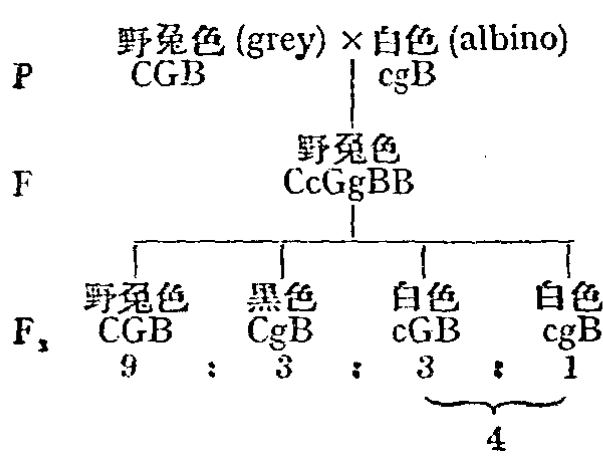 野兔色 (grey) × 白色 (albino)
P CGB cgB
野兔色
F CcGgBB
野兔色 黑色 白色 白色
F₂ CGB CgB cGB cgB
9 : 3 : 3 : 1
4